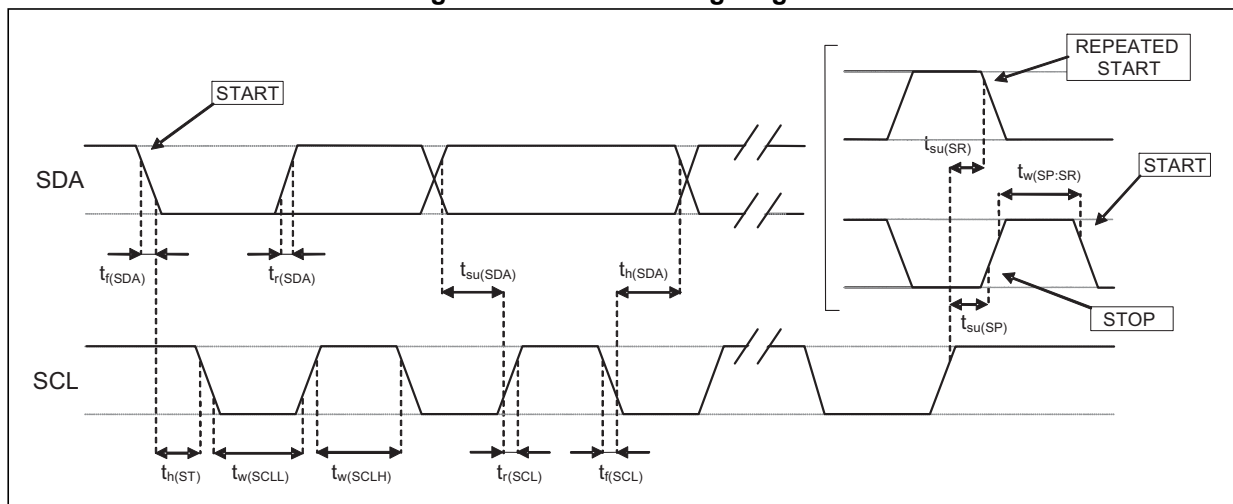 REPEATED
START
START
SDA
t_su(SR)
t_w(SP:SR)
START
t_f(SDA)
t_r(SDA)
t_su(SDA)
t_h(SDA)
t_su(SP)
STOP
SCL
t_h(ST)
t_w(SCLL)
t_w(SCLH)
t_r(SCL)
t_f(SCL)